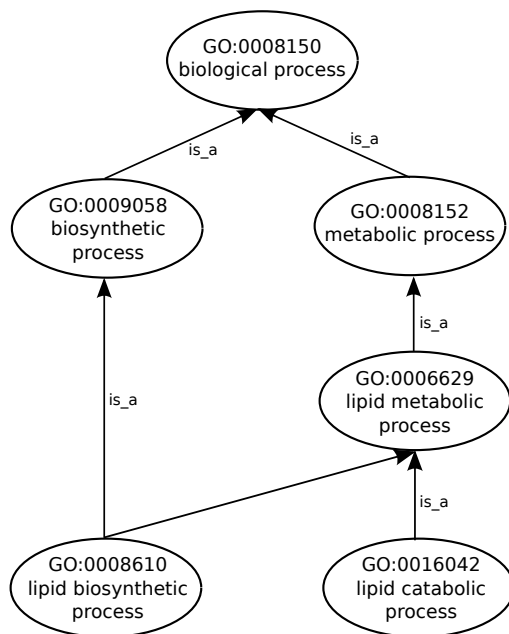 GO:0008150
biological process
is_a
is_a
GO:0009058
biosynthetic
process
GO:0008152
metabolic process
is_a
GO:0006629
lipid metabolic
process
is_a
is_a
GO:0008610
lipid biosynthetic
process
GO:0016042
lipid catabolic
process